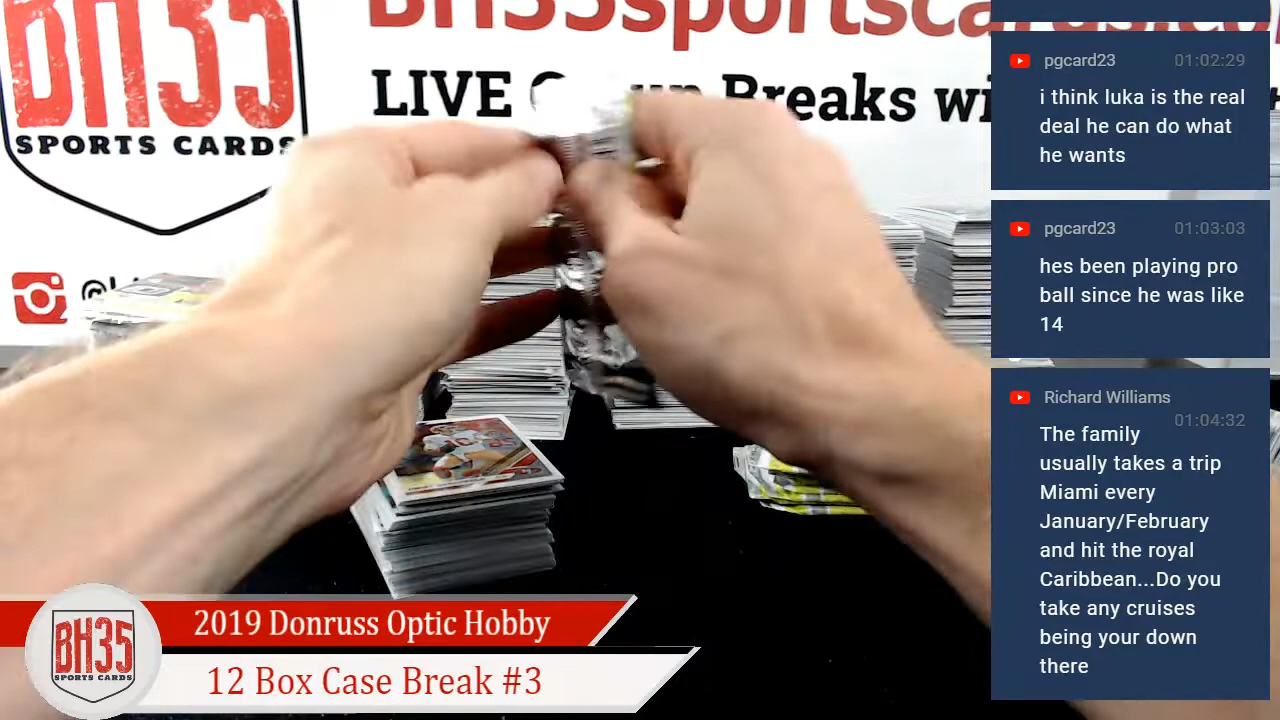 BH35
SPORTS CARDS
BH35sportscards.co
LIVE Breaks wi
pgcard23 01:02:29
i think luka is the real
deal he can do what
he wants
pgcard23 01:03:03
hes been playing pro
ball since he was like
14
Richard Williams
01:04:32
The family
usually takes a trip
Miami every
January/February
and hit the royal
Caribbean...Do you
take any cruises
being your down
there
BH35
SPORTS CARDS
2019 Donruss Optic Hobby
12 Box Case Break #3